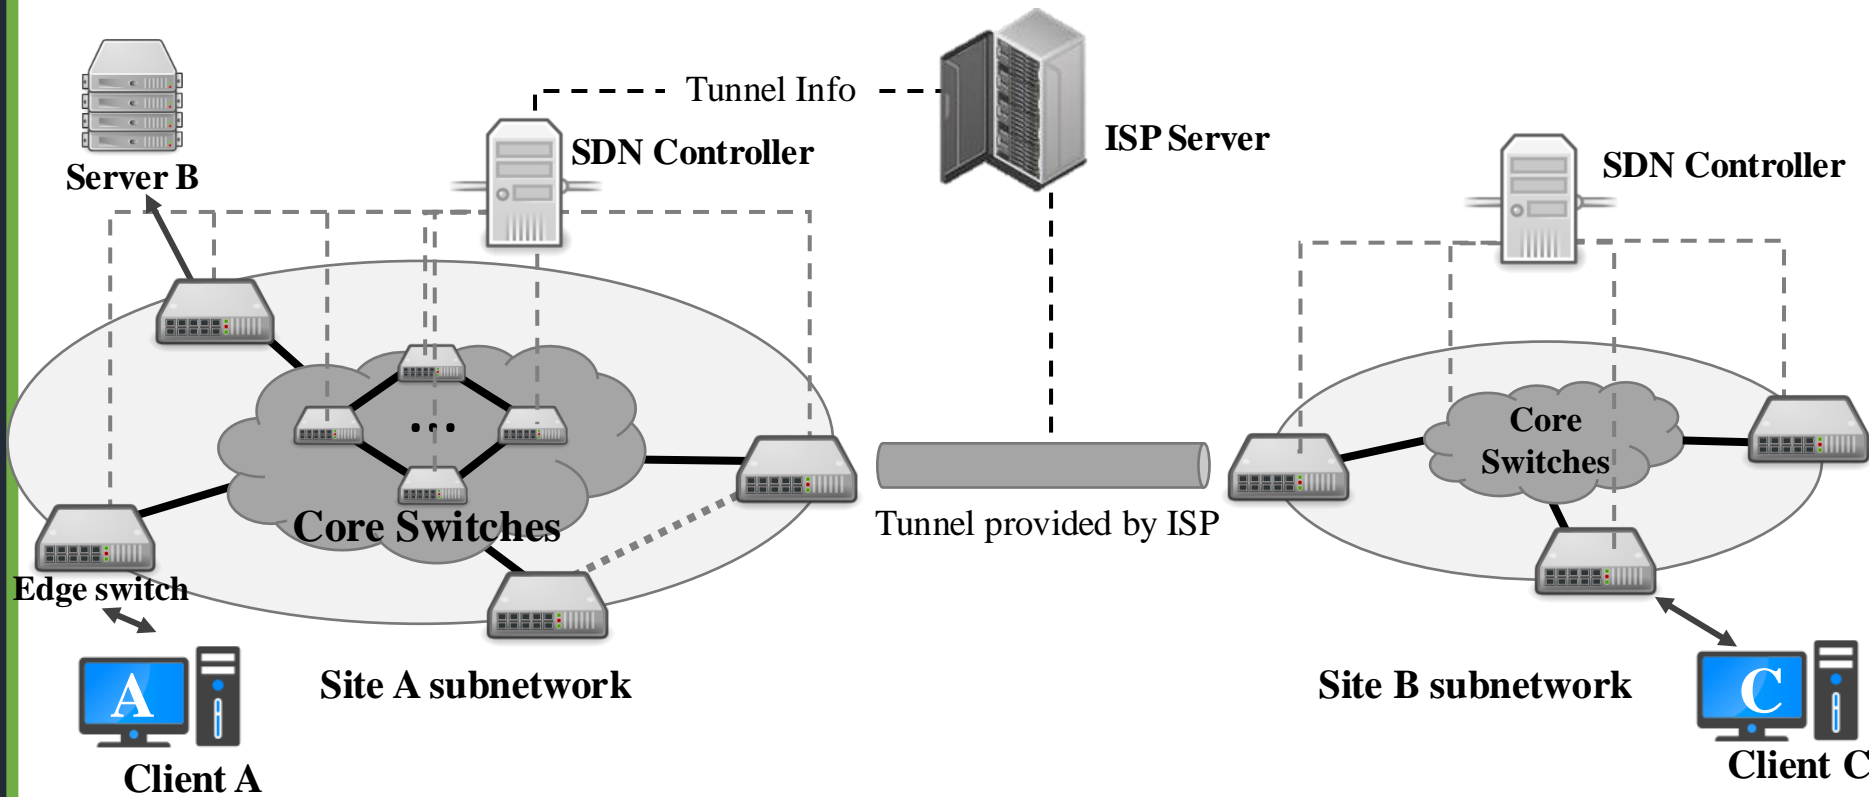 Tunnel Info
ISP Server
SDN Controller
SDN Controller
Server B
...
Core
Switches
Core Switches
Tunnel provided by ISP
Edge switch
Site A subnetwork
Site B subnetwork
A
C
Client A
Client C